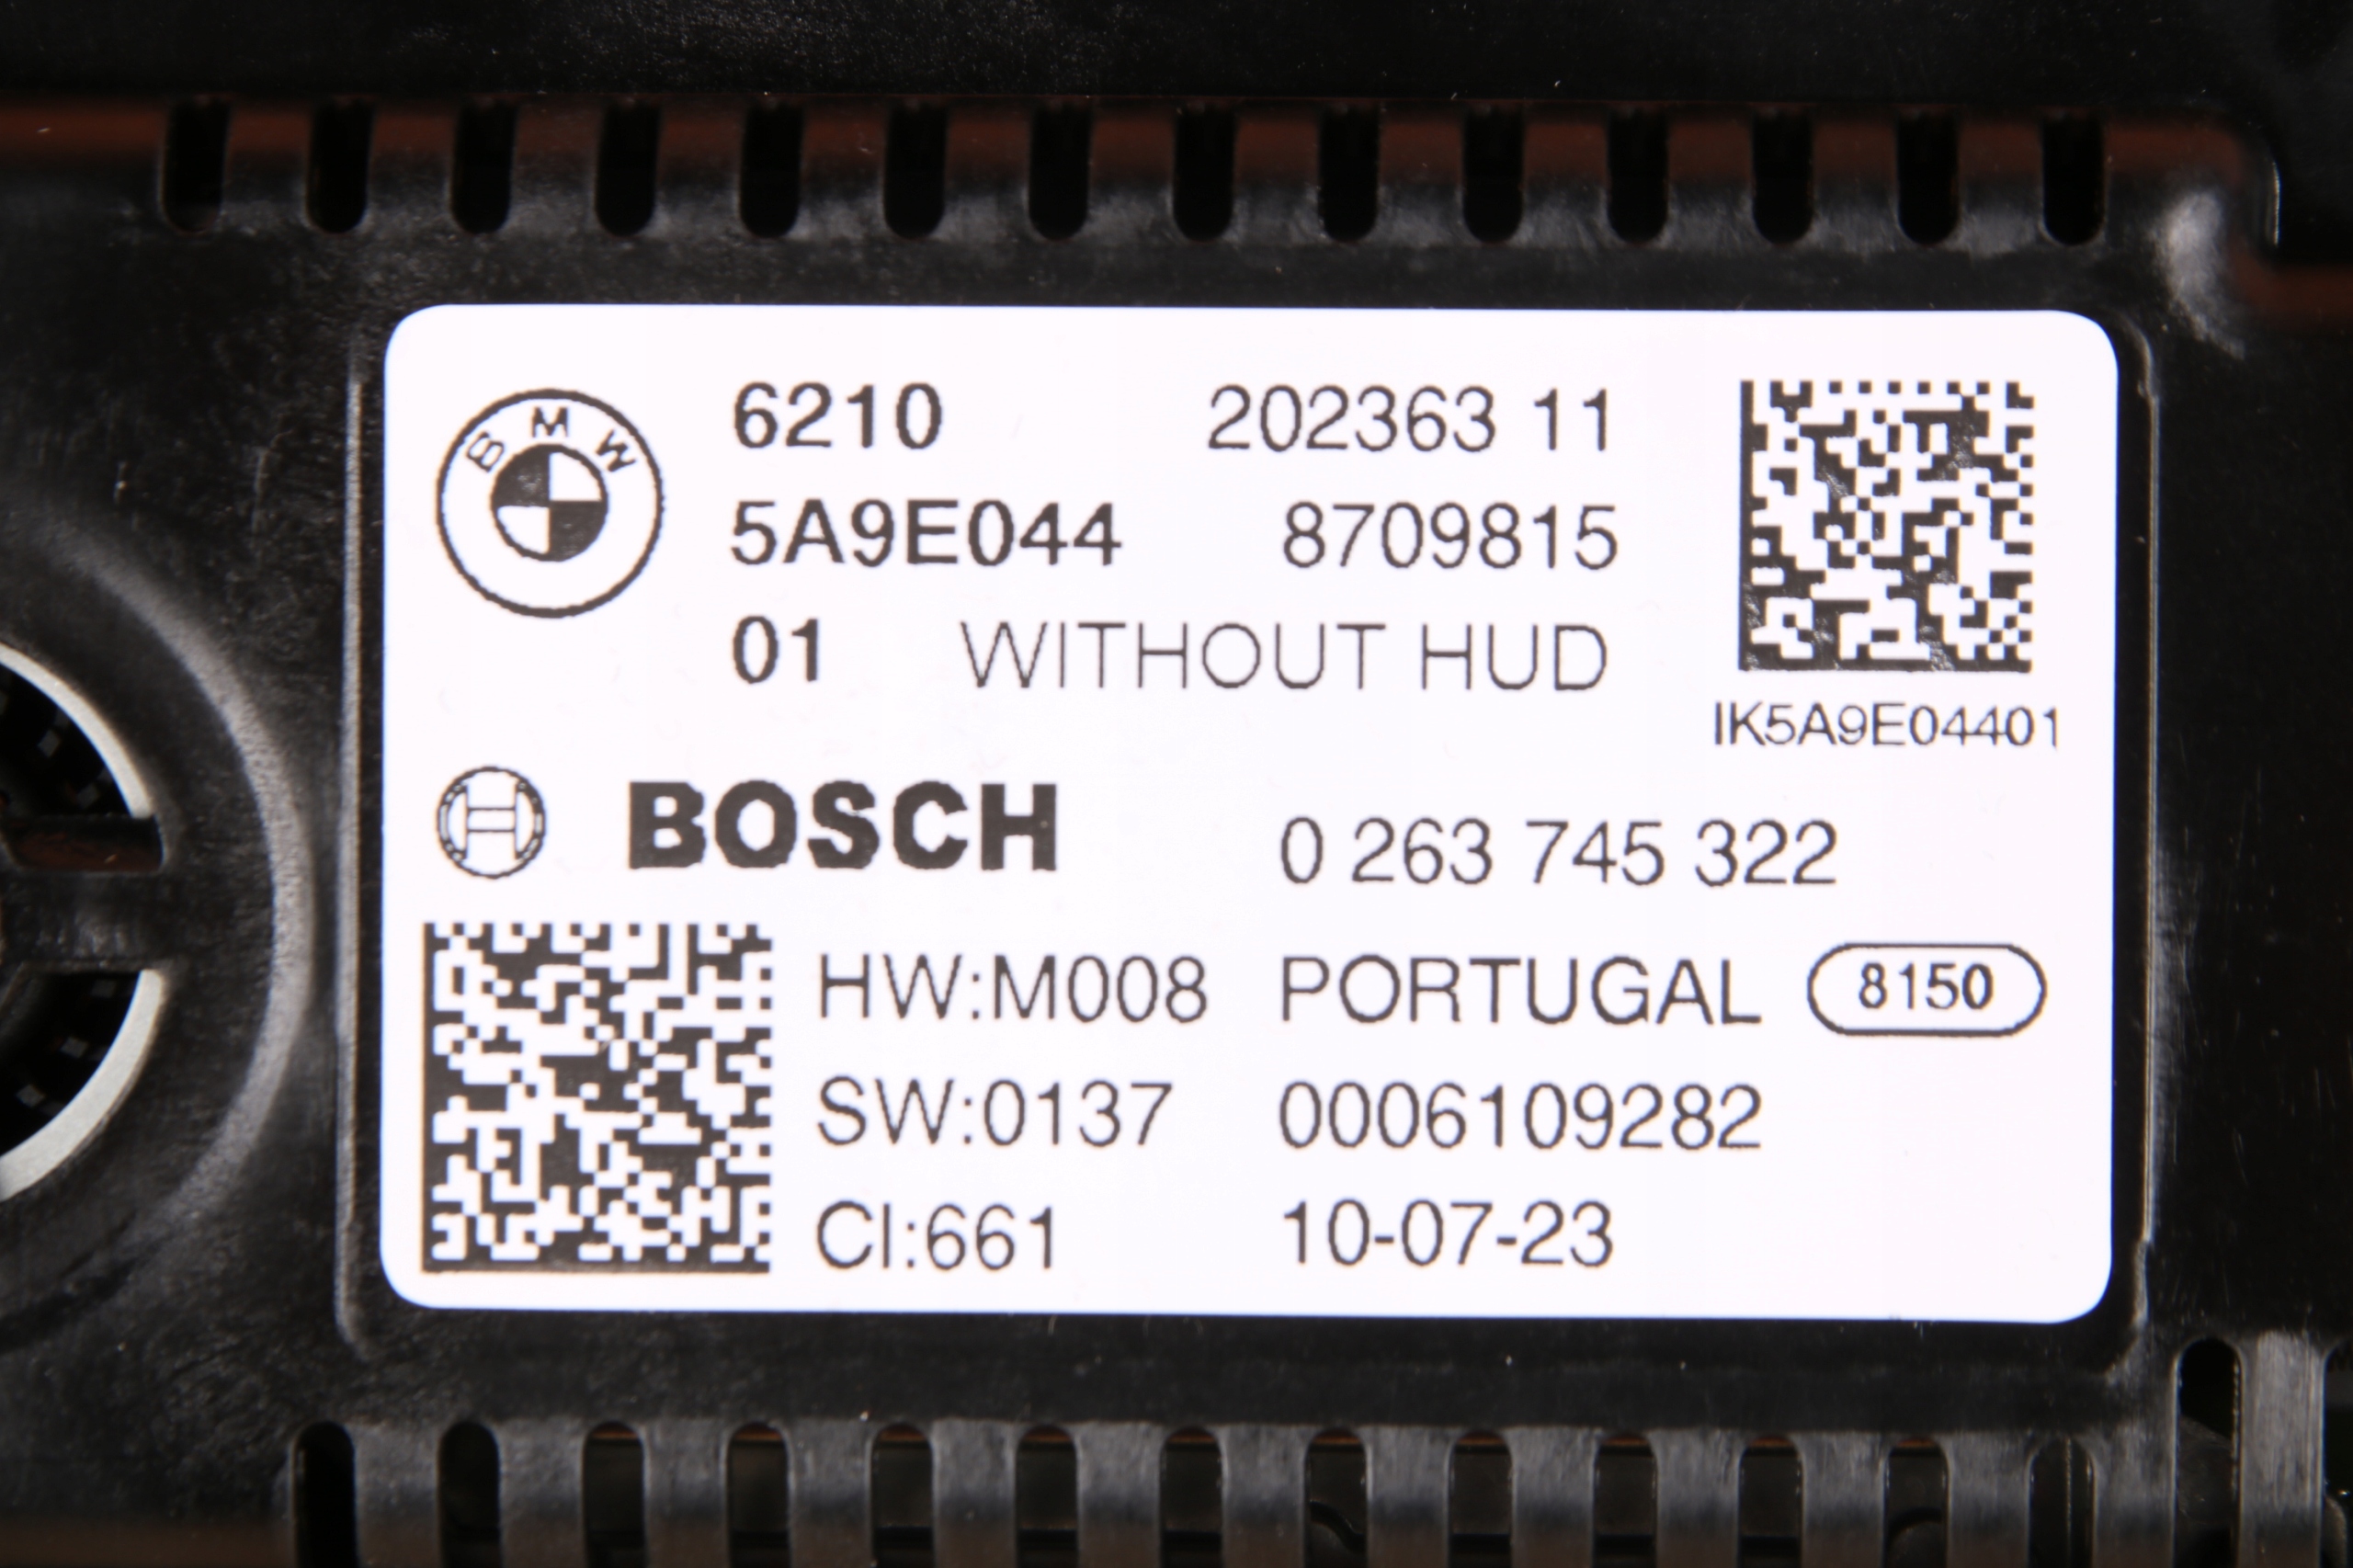 BMW
6210 202363 11
5A9E044 8709815
01 WITHOUT HUD
IK5A9E04401
BOSCH 0 263 745 322
HW:M008 PORTUGAL 8150
SW:0137 0006109282
CI:661 10-07-23